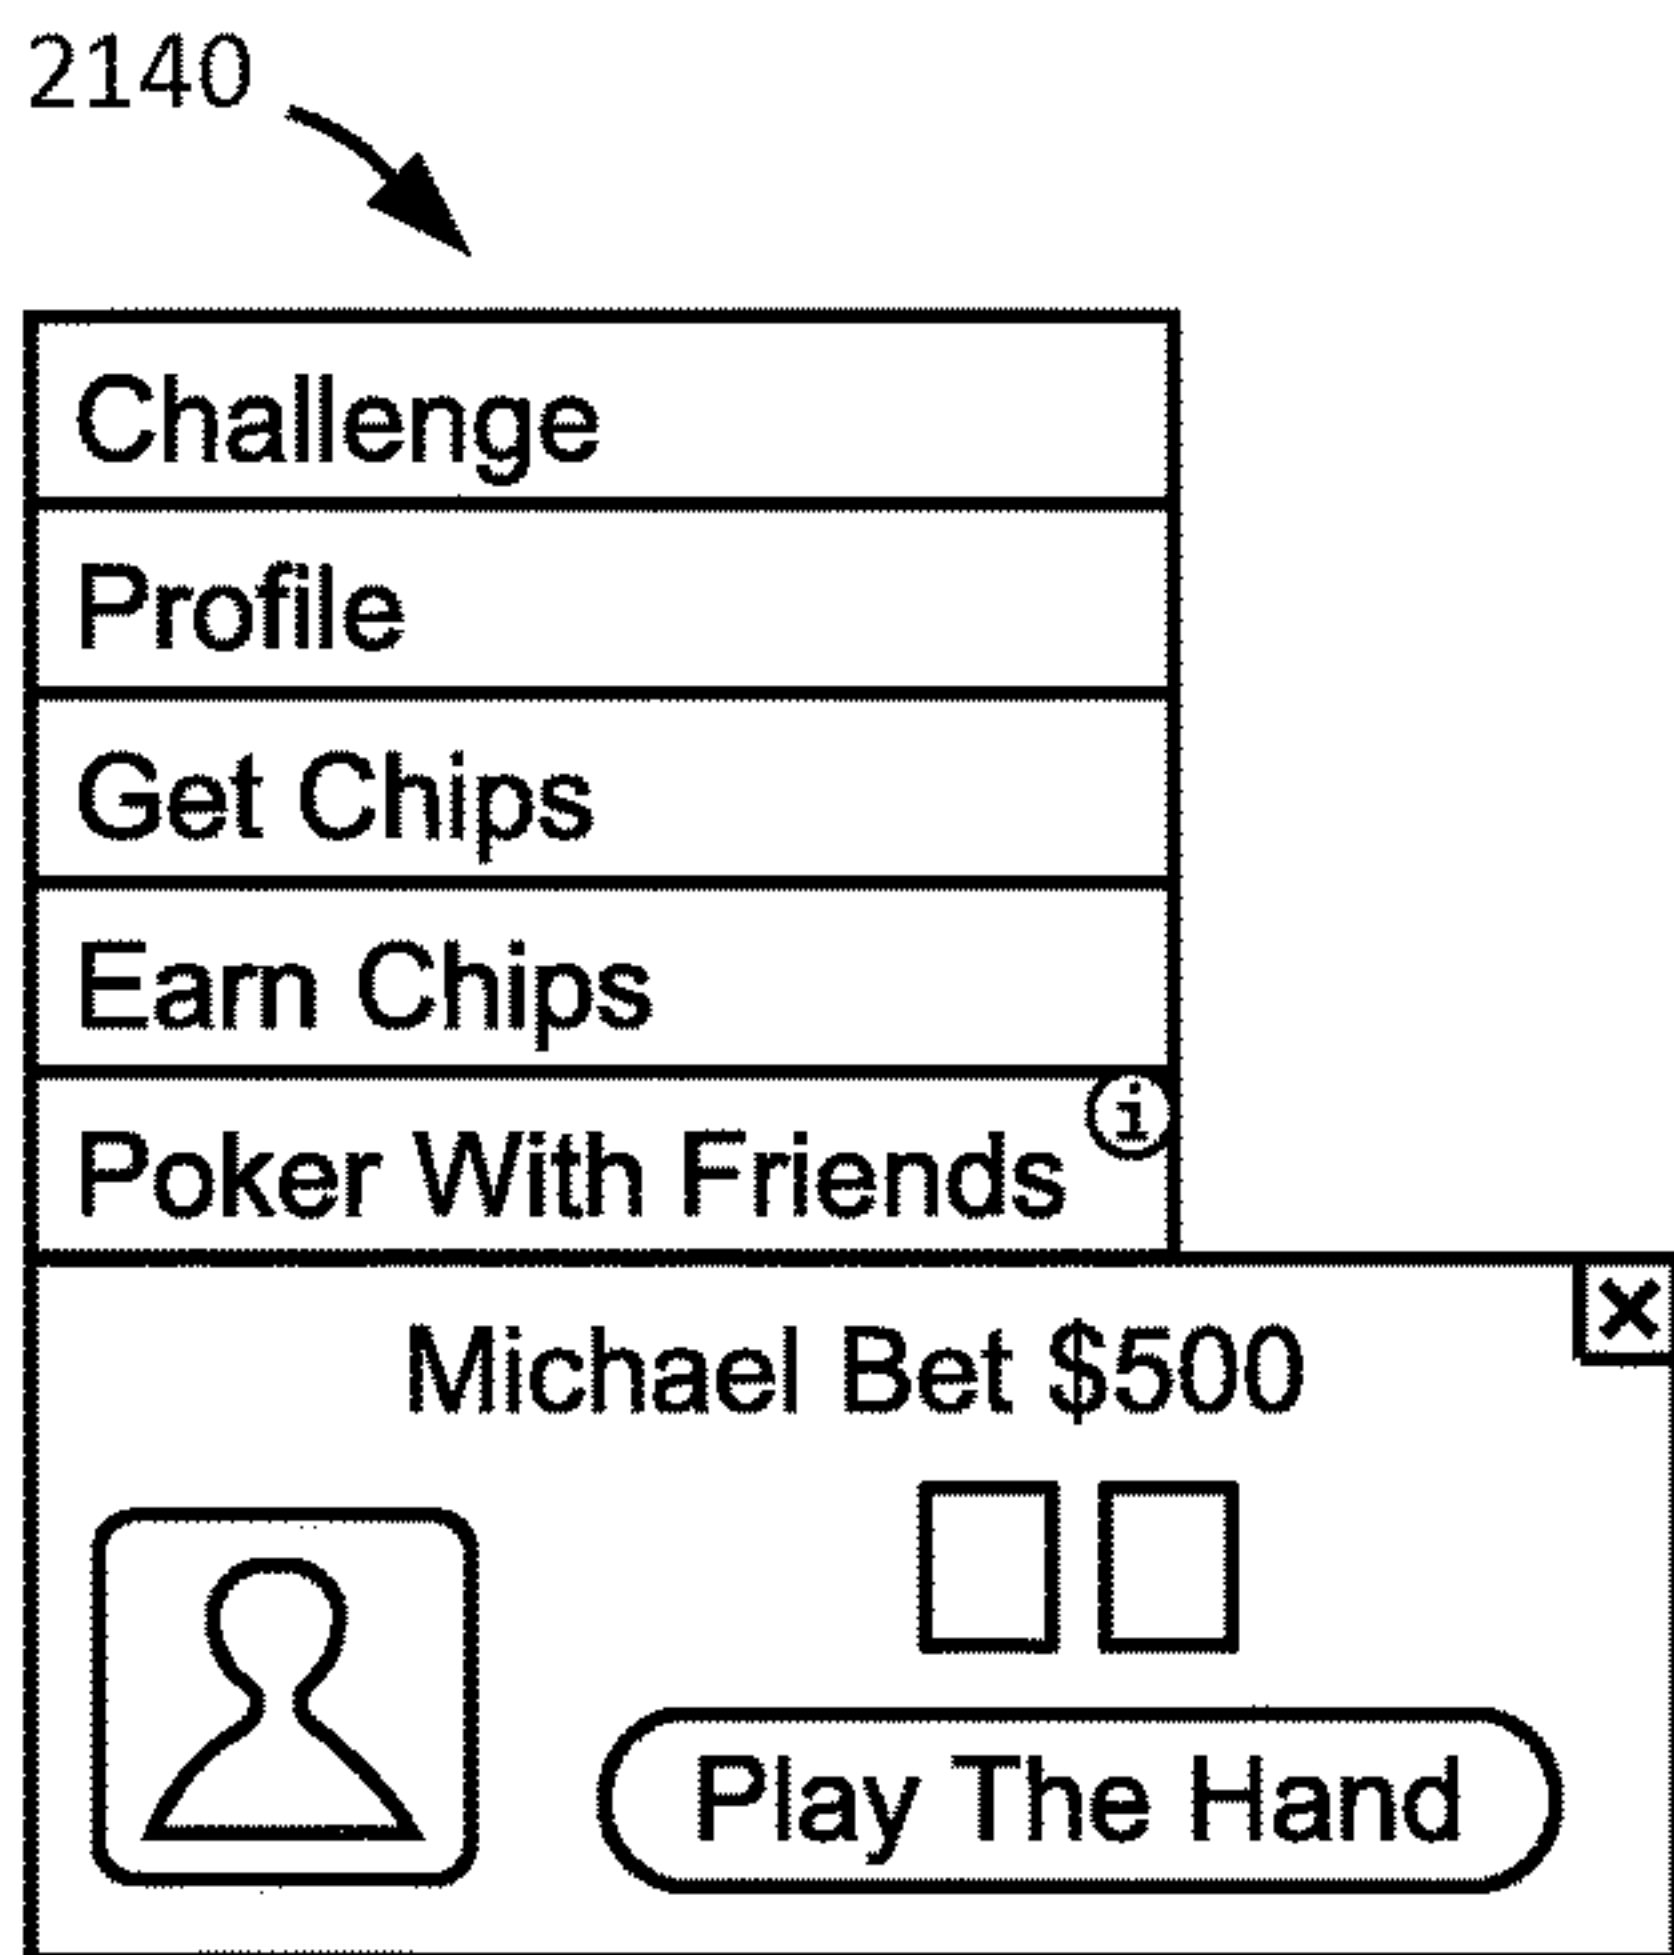 2140
Challenge
Profile
Get Chips
Earn Chips
i
Poker With Friends
X
Michael Bet $500
Play The Hand